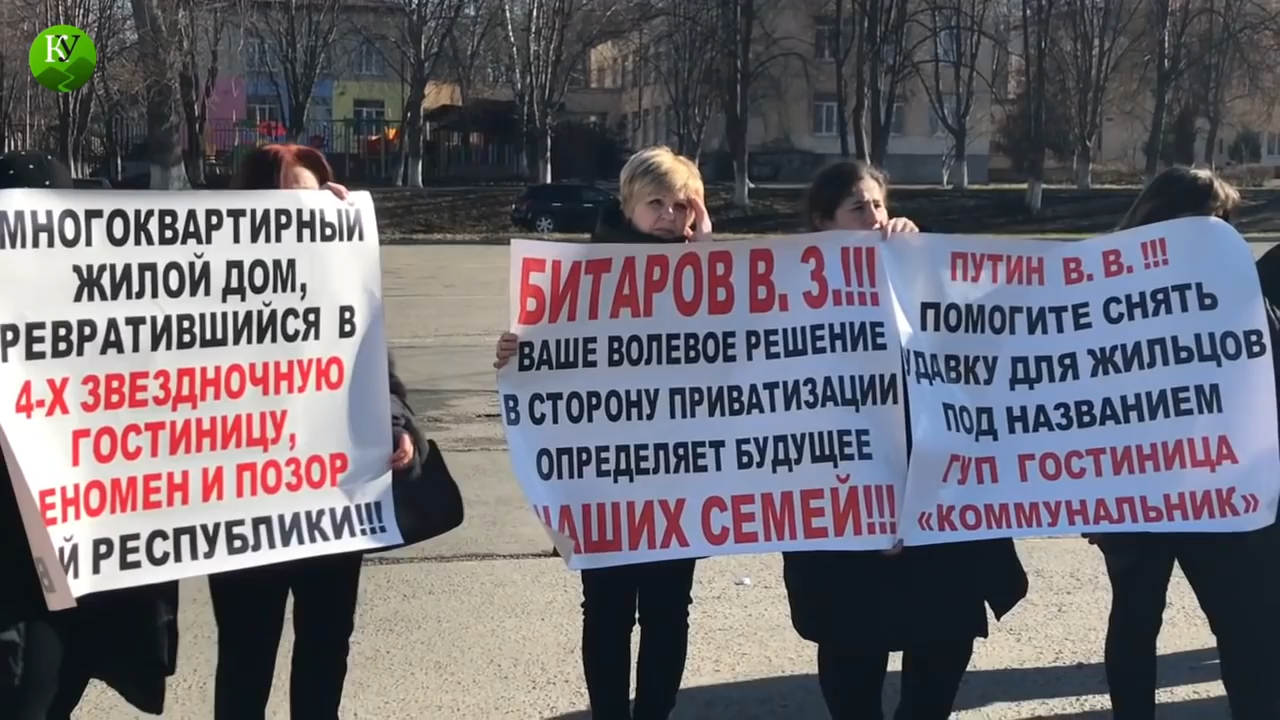 КУ
МНОГОКВАРТИРНЫЙ
ЖИЛОЙ ДОМ,
РЕВРАТИВШИЙСЯ В
4-Х ЗВЕЗДНОЧНУЮ
ГОСТИНИЦУ,
ЕНОМЕН И ПОЗОР
Й РЕСПУБЛИКИ!!!
БИТАРОВ В. З.!!!
ВАШЕ ВОЛЕВОЕ РЕШЕНИЕ
В СТОРОНУ ПРИВАТИЗАЦИИ
ОПРЕДЕЛЯЕТ БУДУЩЕЕ
НАШИХ СЕМЕЙ!!!
ПУТИН В. В. !!!
ПОМОГИТЕ СНЯТЬ
УДАВКУ ДЛЯ ЖИЛЬЦОВ
ПОД НАЗВАНИЕМ
ГУП ГОСТИНИЦА
«КОММУНАЛЬНИК»